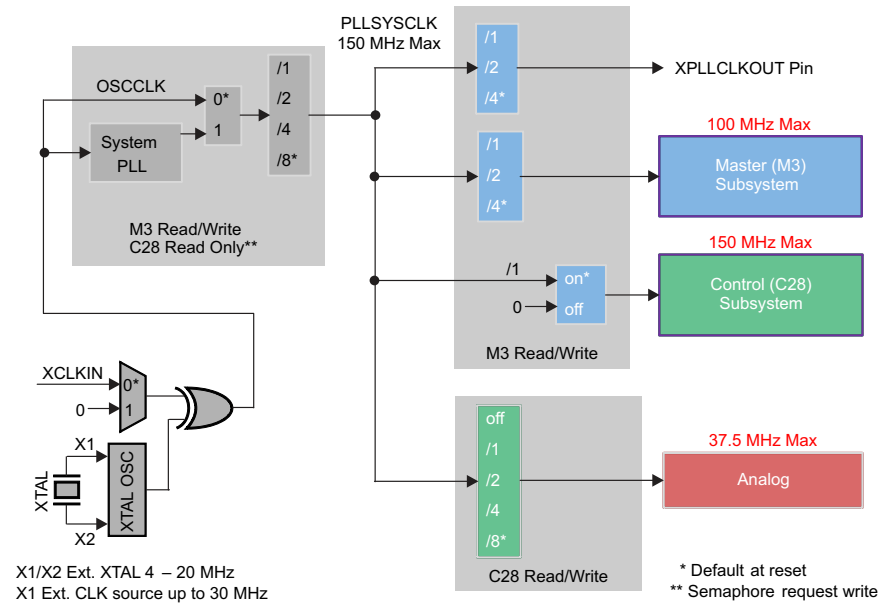 PLLSYSCLK
150 MHz Max
OSCCLK
0*
1
System
PLL
/1
/2
/4
/8*
M3 Read/Write
C28 Read Only**
/1
/2
/4*
XPLLCLKOUT Pin
/1
/2
/4*
100 MHz Max
Master (M3)
Subsystem
/1
0
on*
off
150 MHz Max
Control (C28)
Subsystem
M3 Read/Write
XCLKIN
0
0*
1
X1
XTAL
XTAL OSC
X2
off
/1
/2
/4
/8*
37.5 MHz Max
Analog
C28 Read/Write
X1/X2 Ext. XTAL 4 – 20 MHz
X1 Ext. CLK source up to 30 MHz
* Default at reset
** Semaphore request write